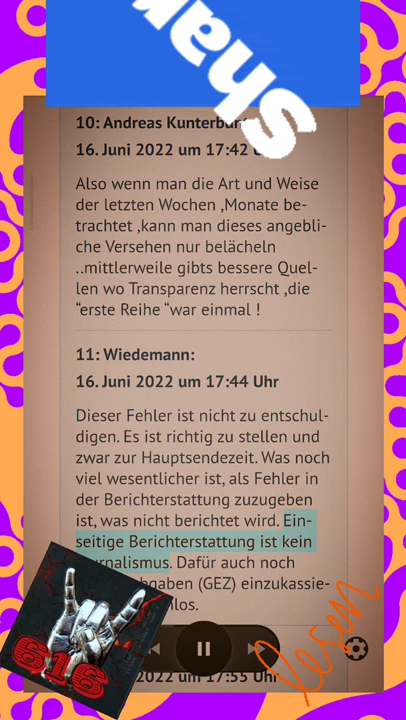 Shak
10: Andreas Kunterbunt
16. Juni 2022 um 17:42 U
Also wenn man die Art und Weise
der letzten Wochen ,Monate be-
trachtet ,kann man dieses angebli-
che Versehen nur belächeln
..mittlerweile gibts bessere Quel-
len wo Transparenz herrscht ,die
“erste Reihe “war einmal !
11: Wiedemann:
16. Juni 2022 um 17:44 Uhr
Dieser Fehler ist nicht zu entschul-
digen. Es ist richtig zu stellen und
zwar zur Hauptsendezeit. Was noch
viel wesentlicher ist, als Fehler in
der Berichterstattung zuzugeben
ist, was nicht berichtet wird. Ein-
seitige Berichterstattung ist kein
urnalismus. Dafür auch noch
bgaben (GEZ) einzukassie-
los.
2022 um 17:55 Uhr
616
Lesen